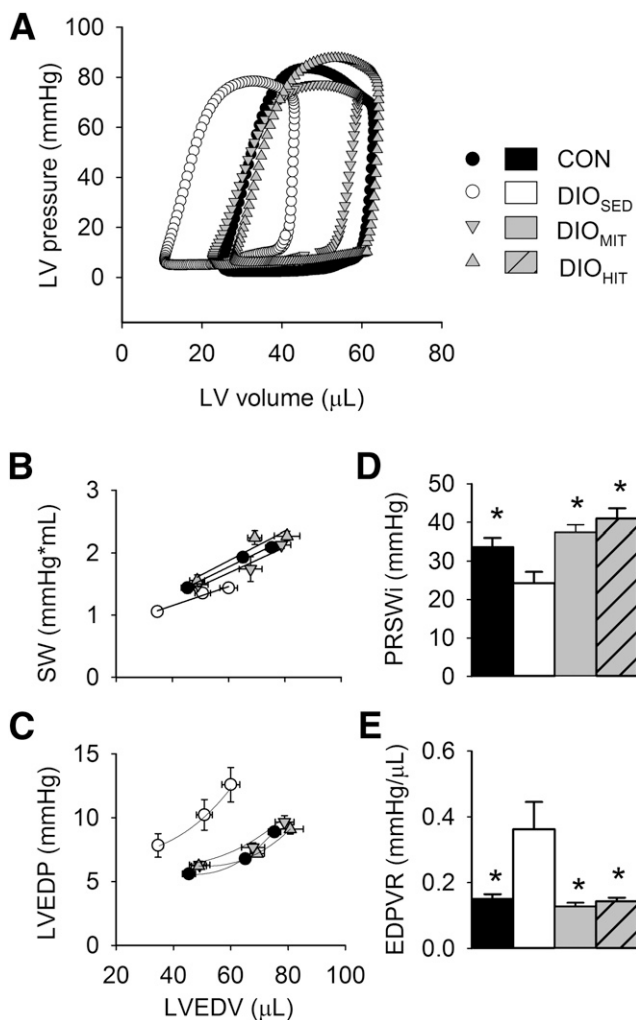 A
LV pressure (mmHg)
100
80
60
40
20
0
0 20 40 60 80
LV volume (μL)
CON
DIO_SED
DIO_MIT
DIO_HIT
B
SW (mmHg*mL)
3
2
1
0
C
LVEDP (mmHg)
15
10
5
0
20 40 60 80 100
LVEDV (μL)
D
PRSWi (mmHg)
50
40
30
20
10
0
* * *
E
EDPVR (mmHg/μL)
0.6
0.4
0.2
0.0
* * *